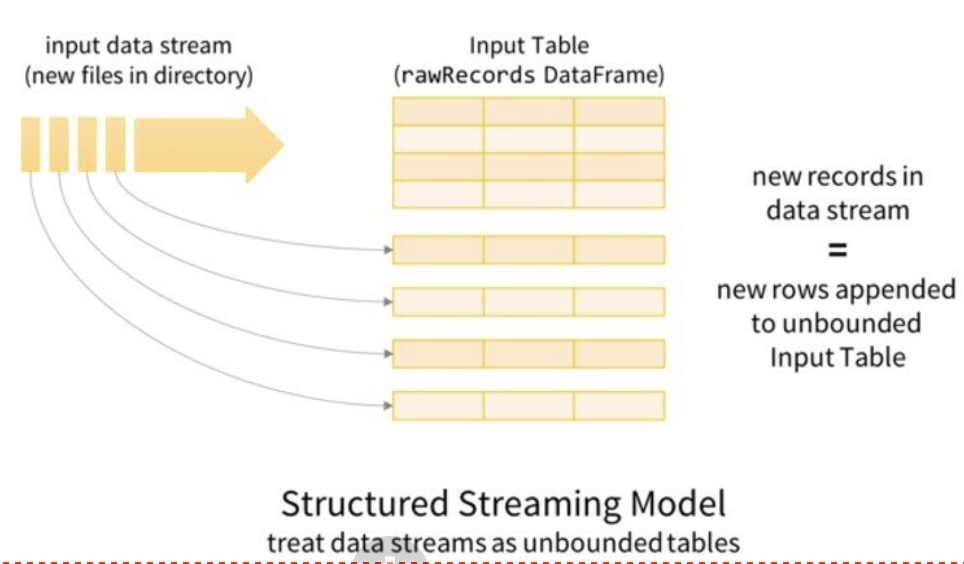 input data stream
(new files in directory)
Input Table
(rawRecords DataFrame)
new records in
data stream
=
new rows appended
to unbounded
Input Table
Structured Streaming Model
treat data streams as unbounded tables